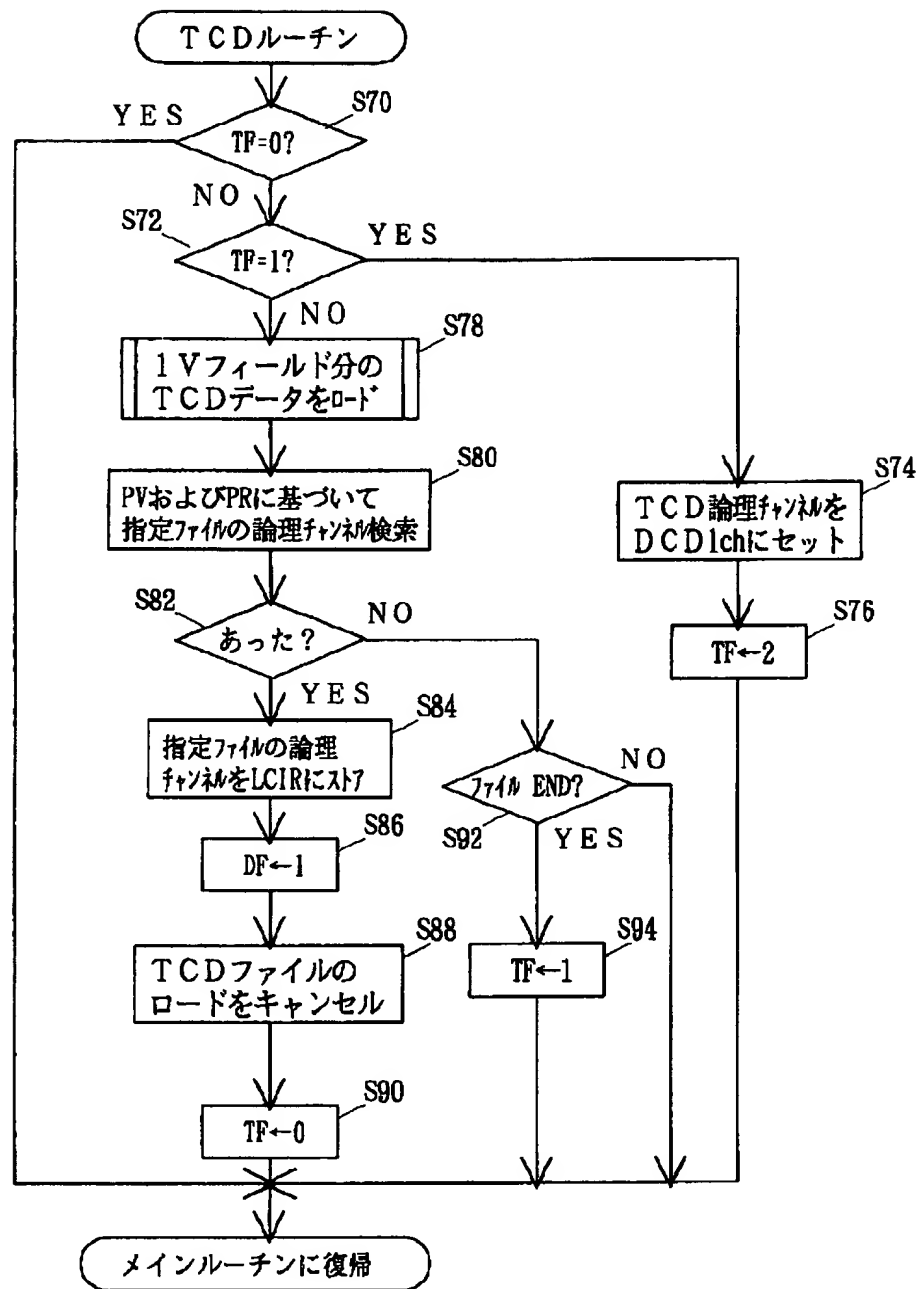 TCDルーチン
S70
YES
TF=0?
NO
S72
YES
TF=1?
NO
S78
1Vフィールド分の
TCDデータをロード
S80
PVおよびPRに基づいて
指定ファイルの論理チャンネル検索
S74
TCD論理チャンネルを
DCD1chにセット
S82
NO
あった?
S76
TF←2
YES
S84
指定ファイルの論理
チャンネルをLCIRにストア
NO
ファイル END?
S86
S92
YES
DF←1
S88
TCDファイルの
ロードをキャンセル
S94
TF←1
S90
TF←0
メインルーチンに復帰